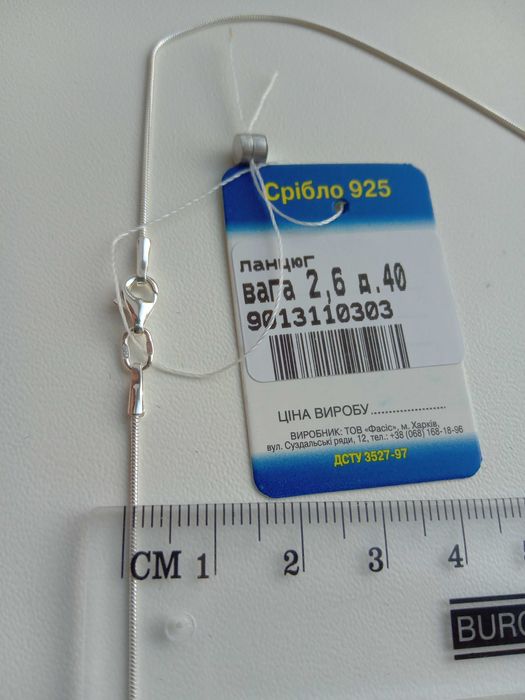 Срібло 925
ланцюг
вага 2,6 д.40
9013110303
ЦІНА ВИРОБУ....................
ВИРОБНИК: ТОВ «Фасіс», м. Харків,
вул. Суздальські ряди, 12, тел.: +38 (068) 168-18-96
ДСТУ 3527-97
CM 1 2 3 4
BURO